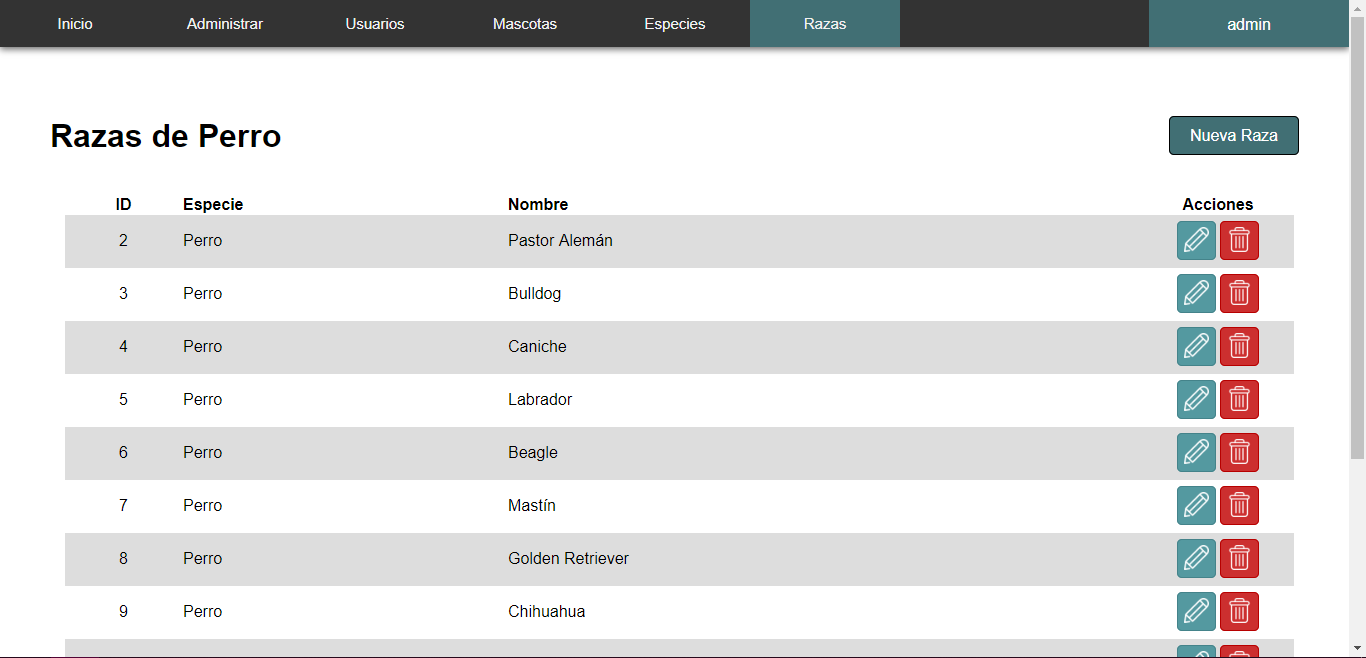 Inicio Administrar Usuarios Mascotas Especies Razas admin
Razas de Perro Nueva Raza
ID Especie Nombre Acciones
2 Perro Pastor Alemán
3 Perro Bulldog
4 Perro Caniche
5 Perro Labrador
6 Perro Beagle
7 Perro Mastín
8 Perro Golden Retriever
9 Perro Chihuahua